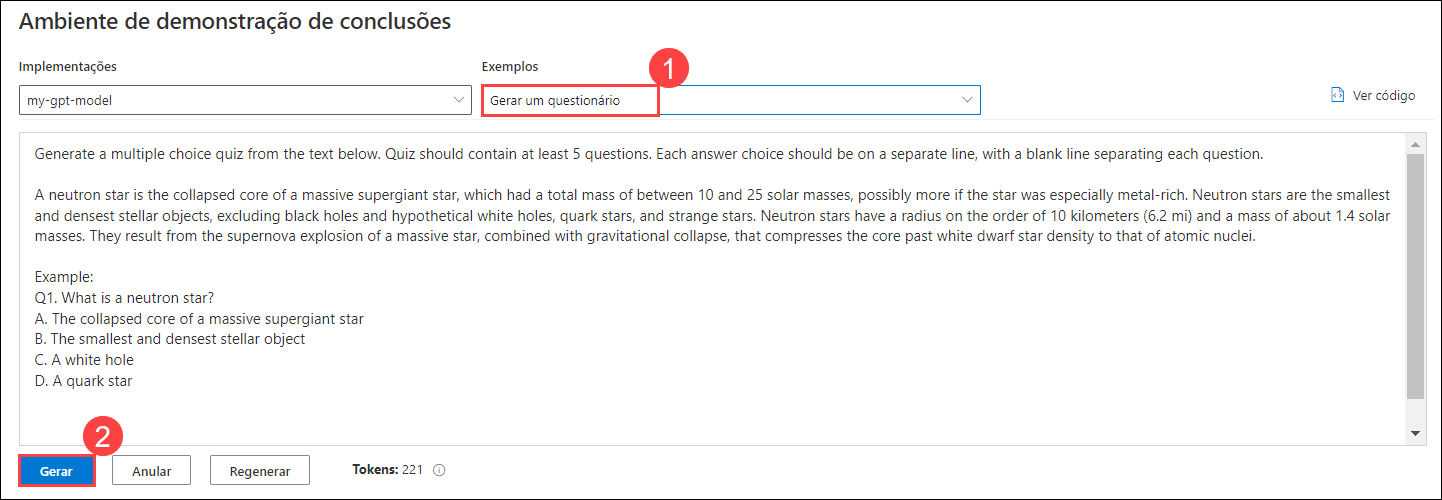 Ambiente de demonstração de conclusões
Implementações
Exemplos
1
my-gpt-model
Gerar um questionário
Ver código
Generate a multiple choice quiz from the text below. Quiz should contain at least 5 questions. Each answer choice should be on a separate line, with a blank line separating each question.
A neutron star is the collapsed core of a massive supergiant star, which had a total mass of between 10 and 25 solar masses, possibly more if the star was especially metal-rich. Neutron stars are the smallest
and densest stellar objects, excluding black holes and hypothetical white holes, quark stars, and strange stars. Neutron stars have a radius on the order of 10 kilometers (6.2 mi) and a mass of about 1.4 solar
masses. They result from the supernova explosion of a massive star, combined with gravitational collapse, that compresses the core past white dwarf star density to that of atomic nuclei.
Example:
Q1. What is a neutron star?
A. The collapsed core of a massive supergiant star
B. The smallest and densest stellar object
C. A white hole
D. A quark star
2
Gerar
Anular
Regenerar
Tokens: 221